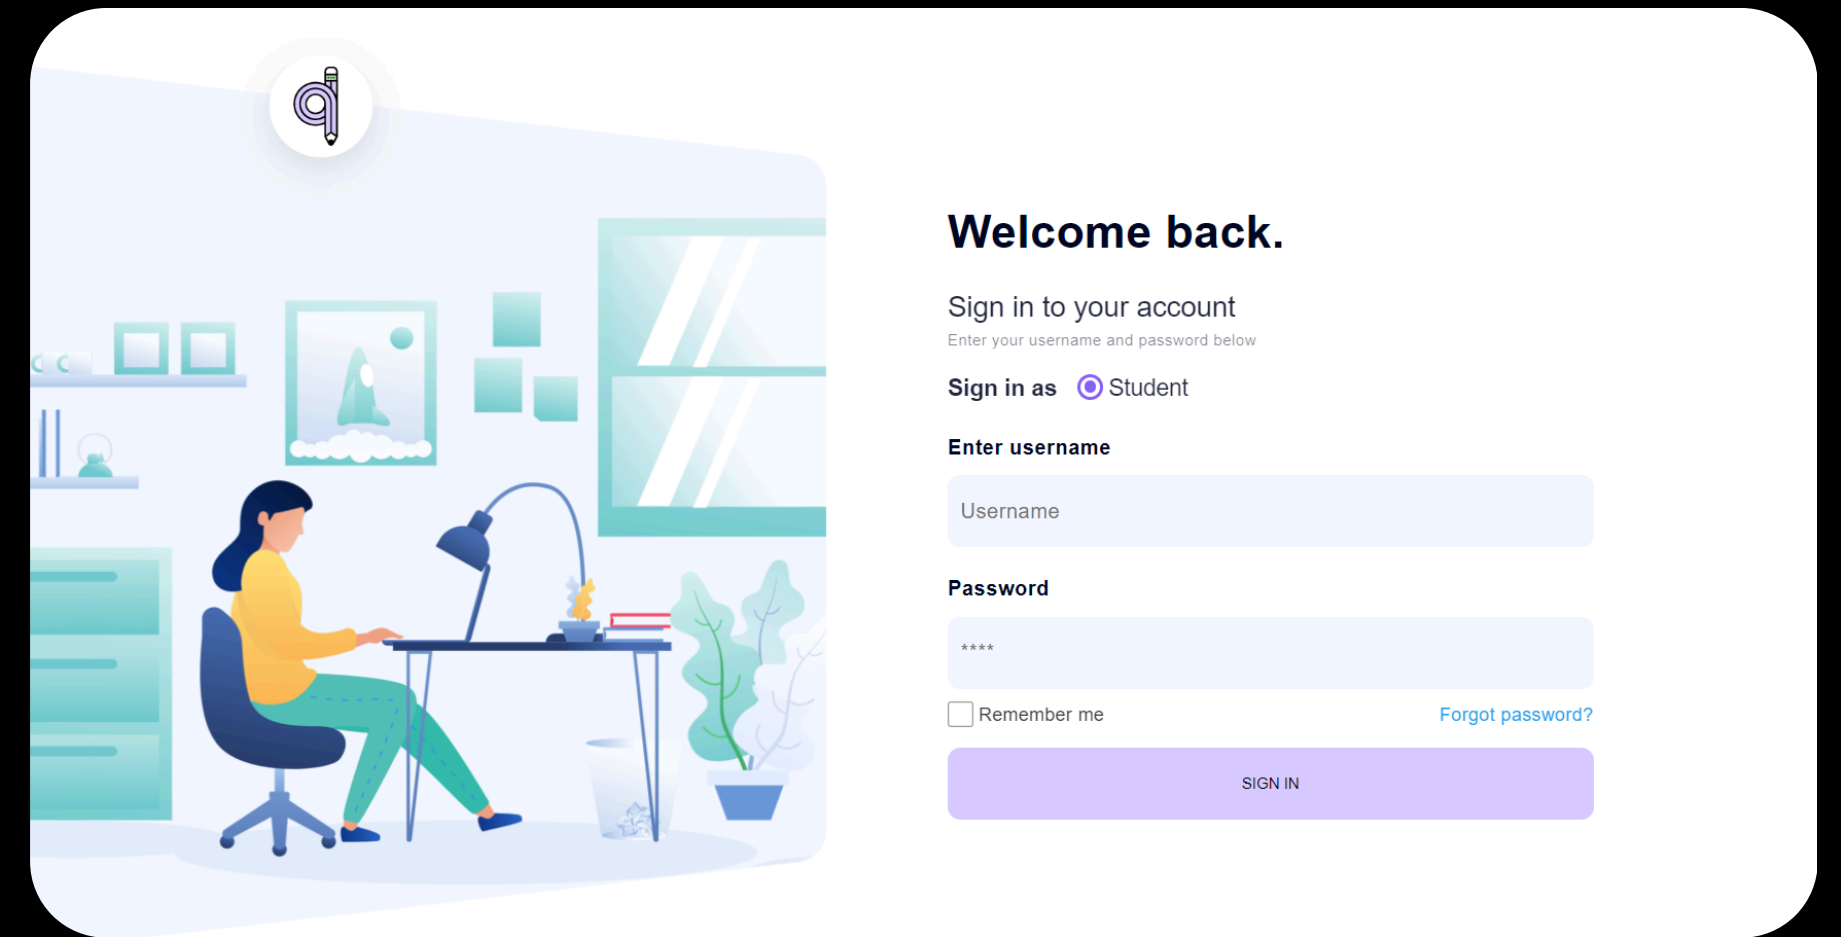 Welcome back.
Sign in to your account
Enter your username and password below
Sign in as Student
Enter username
Username
Password
****
Remember me Forgot password?
SIGN IN